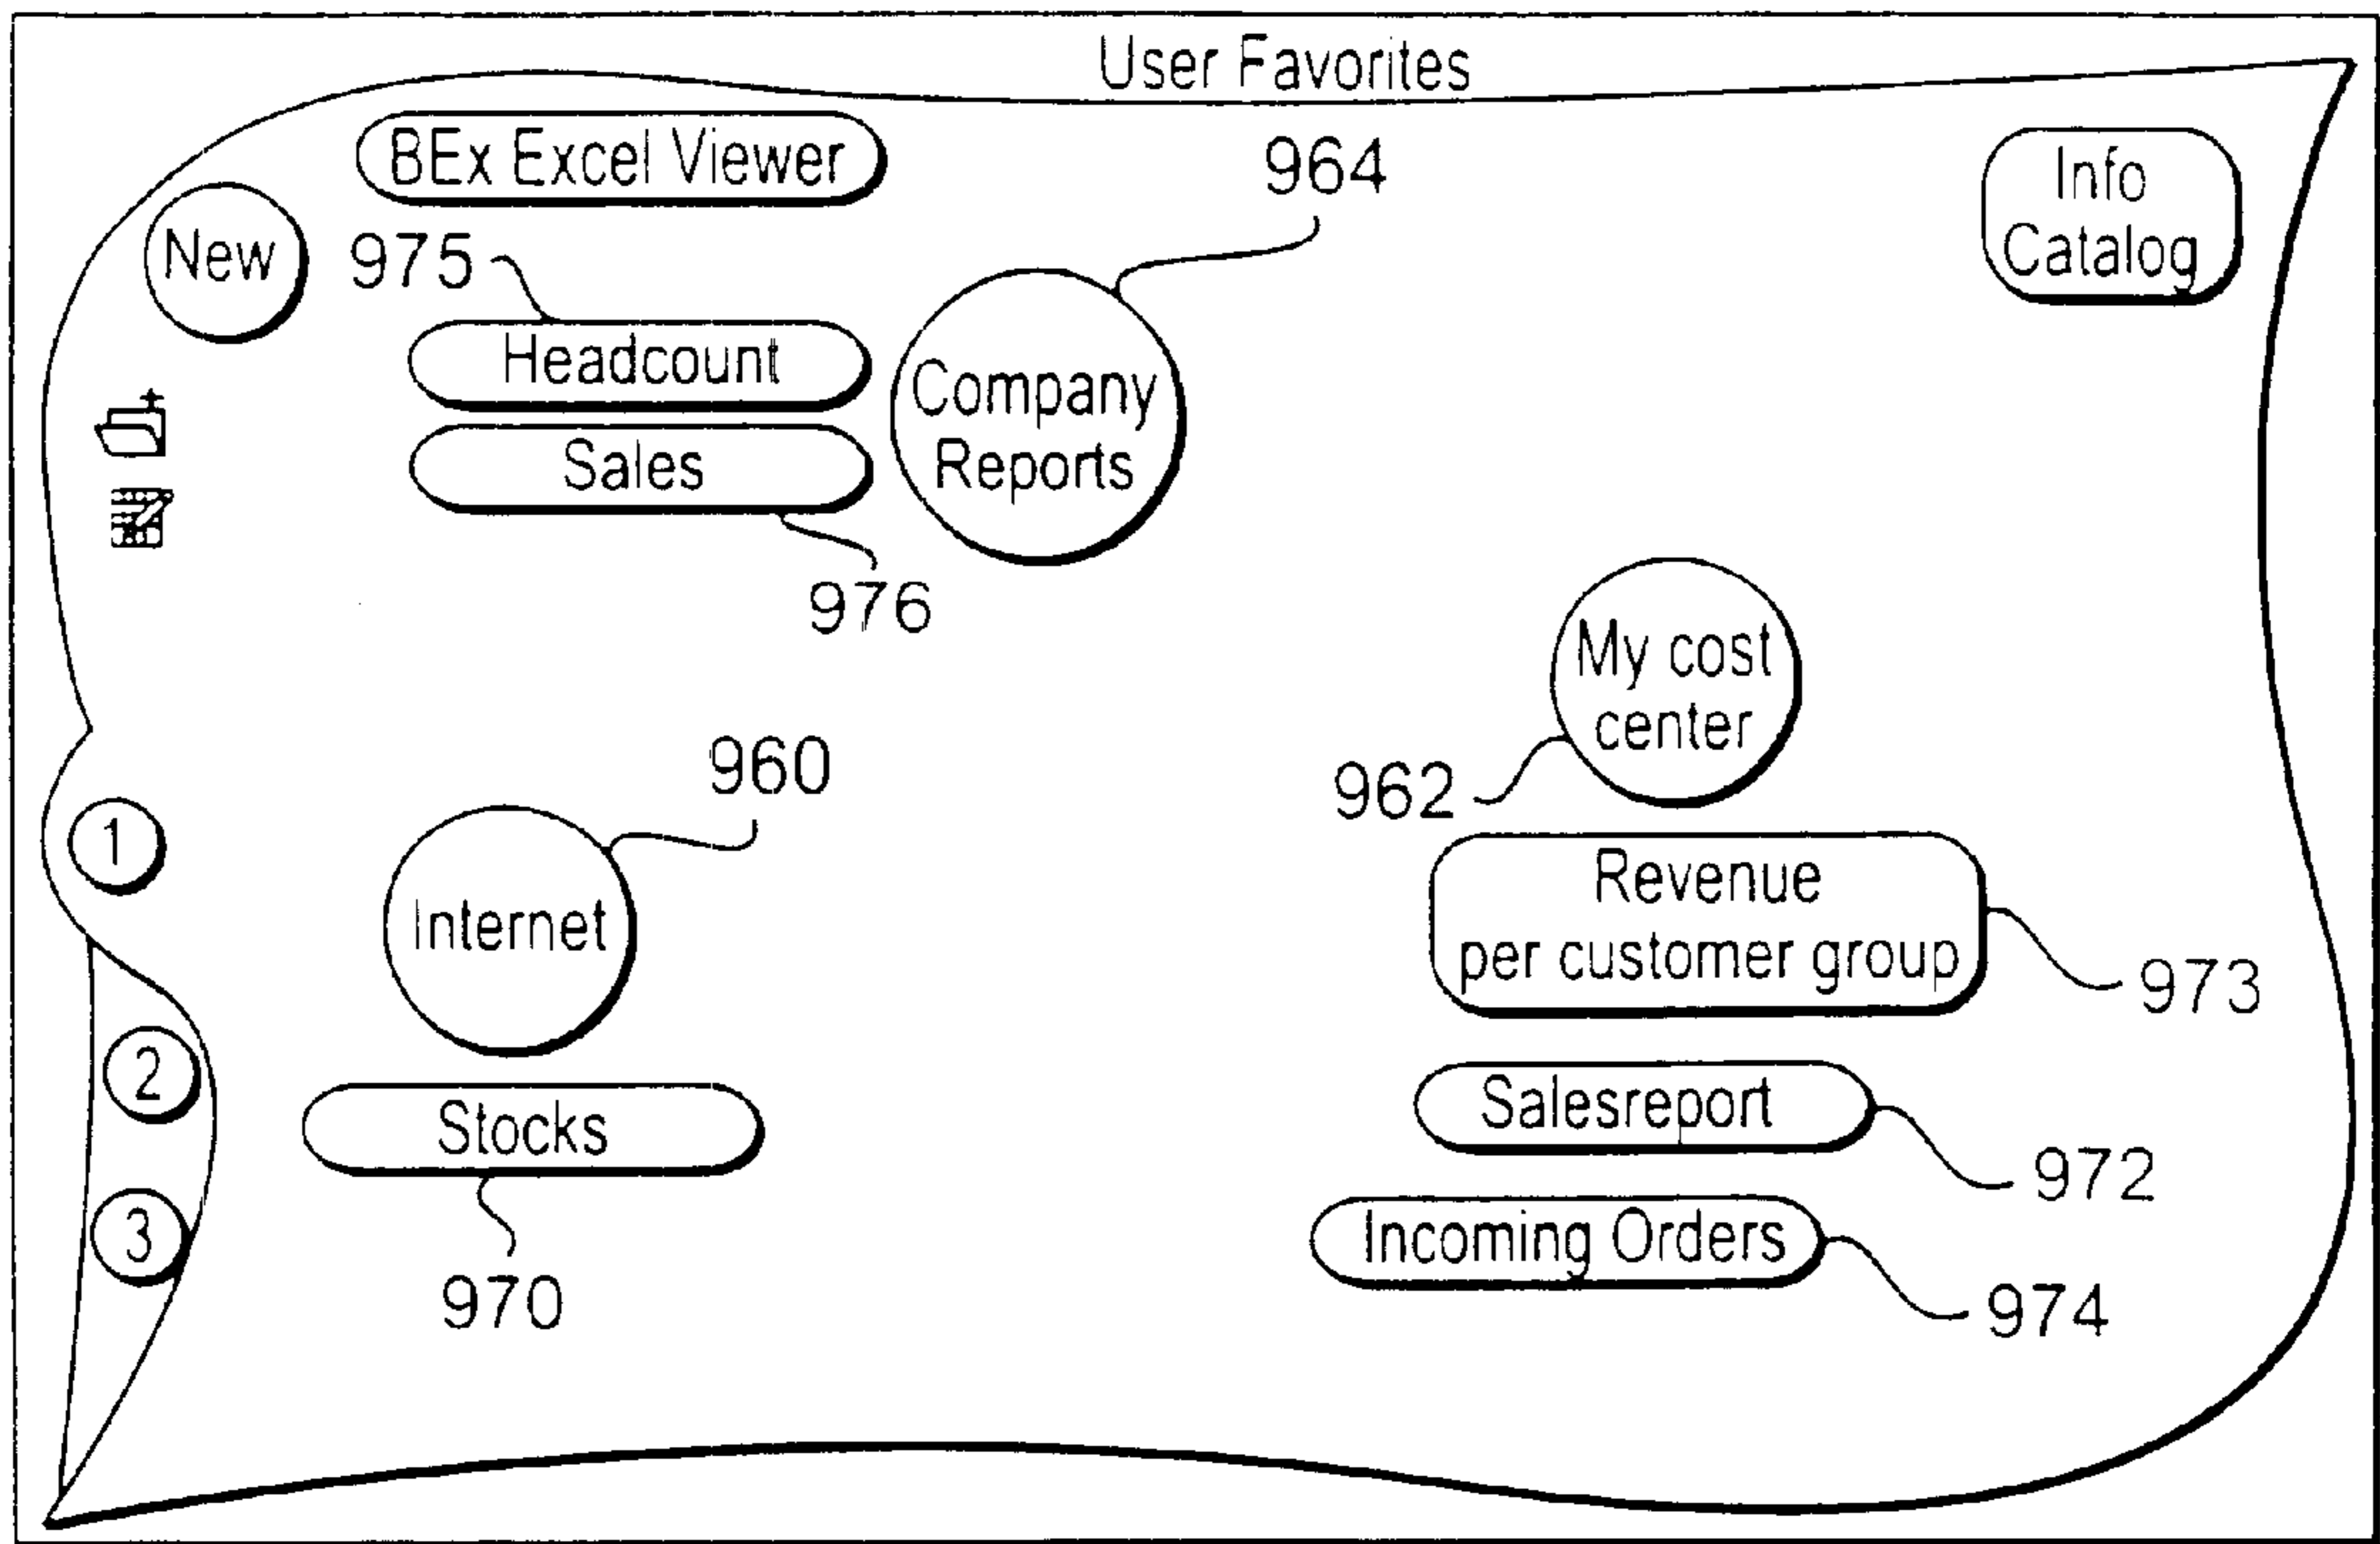 User Favorites
BEx Excel Viewer
964
Info
Catalog
New
975
Headcount
Company
Reports
Sales
976
My cost
center
960
962
1
Internet
Revenue
per customer group
973
2
Stocks
Salesreport
972
3
Incoming Orders
970
974